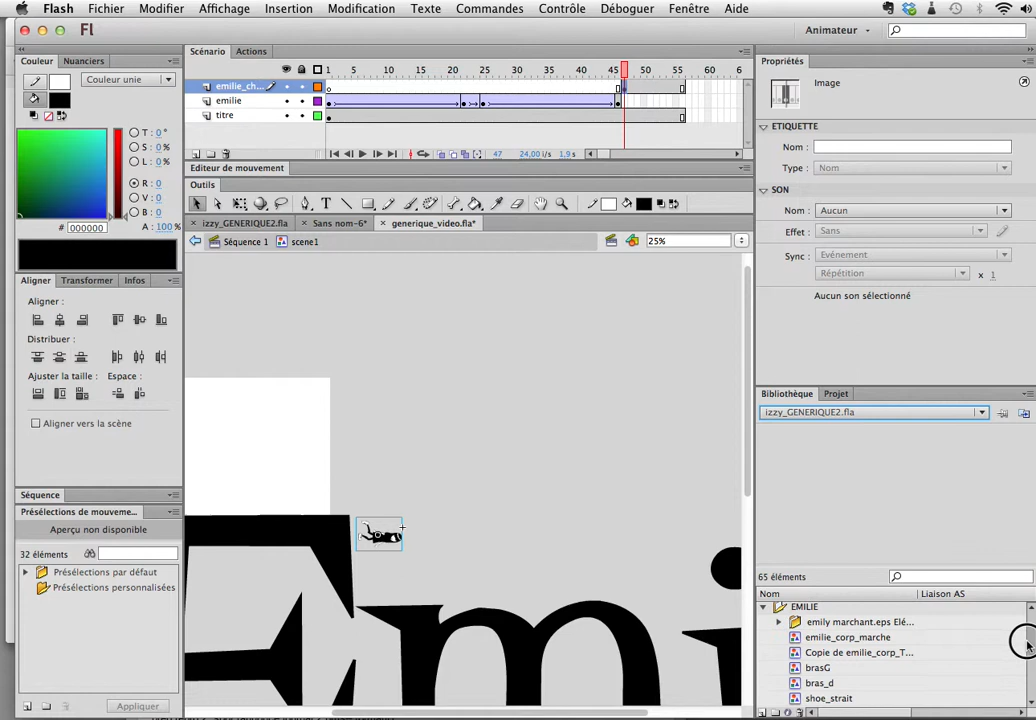 Flash Fichier Modifier Affichage Insertion Modification Texte Commandes Contrôle Déboguer Fenêtre Aide
Fl Animateur
Couleur Nuancier
Couleur unie
T : 0 °
S : 0 %
L : 0 %
R : 0
V : 0
B : 0
# 000000 A : 100 %
Aligner Transformer Infos
Aligner :
Distribuer :
Ajuster la taille : Espace :
Aligner vers la scène
Séquence
Présélections de mouveme...
Aperçu non disponible
32 éléments
Présélections par défaut
Présélections personnalisées
Appliquer
Scénario Actions
1 5 10 15 20 25 30 35 40 45 50 55 60 6
emilie_ch...
emilie
titre
47 24,00 i/s 1,9 s
Editeur de mouvement
Outils
izzy_GENERIQUE2.fla Sans nom-6* generique_video.fla*
Séquence 1 scene1 25%
Emi
Propriétés
Image
ETIQUETTE
Nom :
Type : Nom
SON
Nom : Aucun
Effet : Sans
Sync : Evénement
Répétition x 1
Aucun son sélectionné
Bibliothèque Projet
izzy_GENERIQUE2.fla
65 éléments
Nom Liaison AS
EMILIE
emily marchant.eps Elé...
emilie_corp_marche
Copie de emilie_corp_T...
brasG
bras_d
shoe_strait